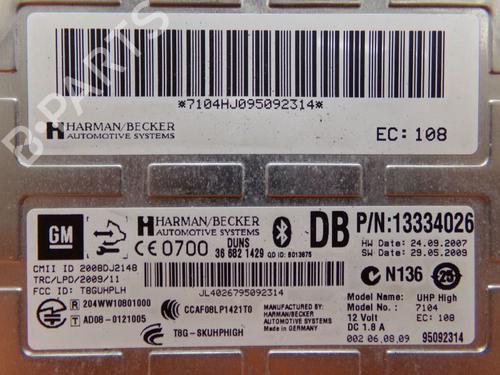 *7104HJ095092314*
HARMAN/BECKER
AUTOMOTIVE SYSTEMS
EC: 108
B-PARTS
GM
HARMAN/BECKER
AUTOMOTIVE SYSTEMS
DB P/N:13334026
CE 0700
DUNS
36 682 1429 QD ID: B013675
HW Date: 24.09.2007
SW Date: 29.05.2009
CMII ID 2008DJ2148
TRC/LPD/2009/11
FCC ID: T8GUHPLH
JL4026795092314
N136 25
R 204WW10801000
T AD08-0121005
CCAF08LP1421T0
T8G-SKUHPHIGH
MANUFACTURED BY:
HARMAN/BECKER
AUTOMOTIVE SYSTEMS
Made in GERMANY
Model Name: UHP High
Model No.: 7104
12 Volt EC: 108
DC 1.8 A
002 06.08.09 95092314